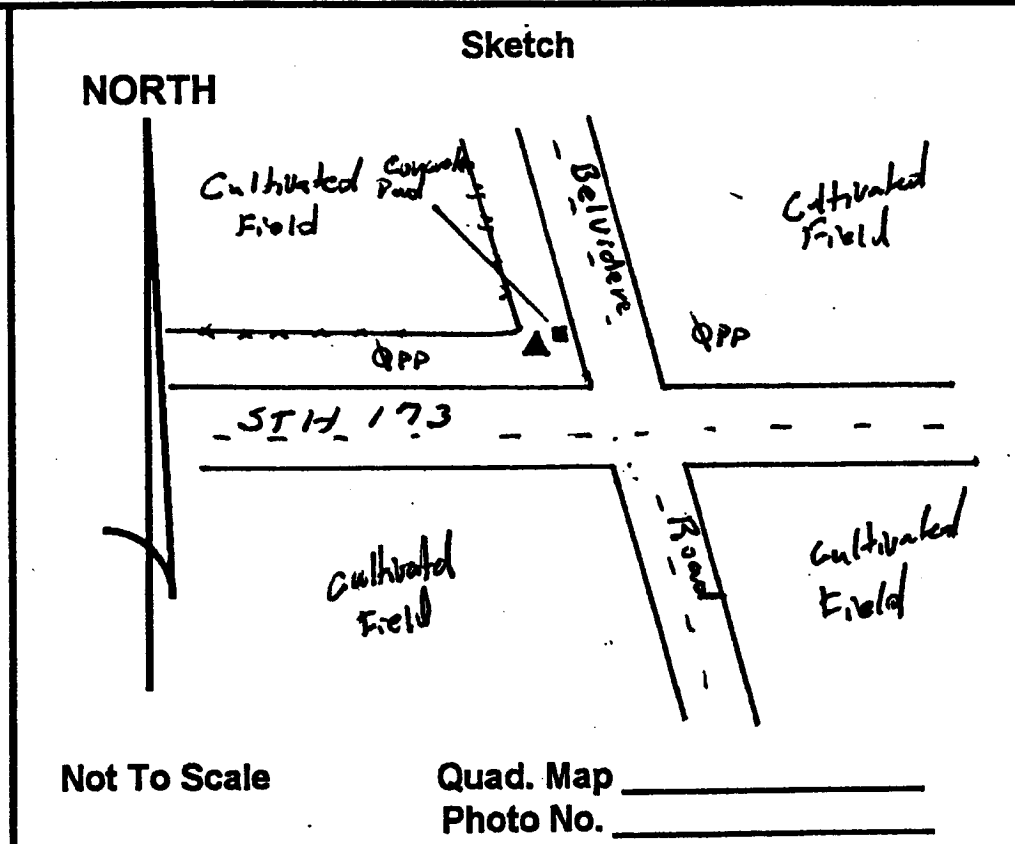 Sketch
NORTH
Cultivated
Field
Concrete
Pad
Belvidere
Cultivated
Field
PP
PP
STH 173
Road
Cultivated
Field
Cultivated
Field
Not To Scale
Quad. Map
Photo No.